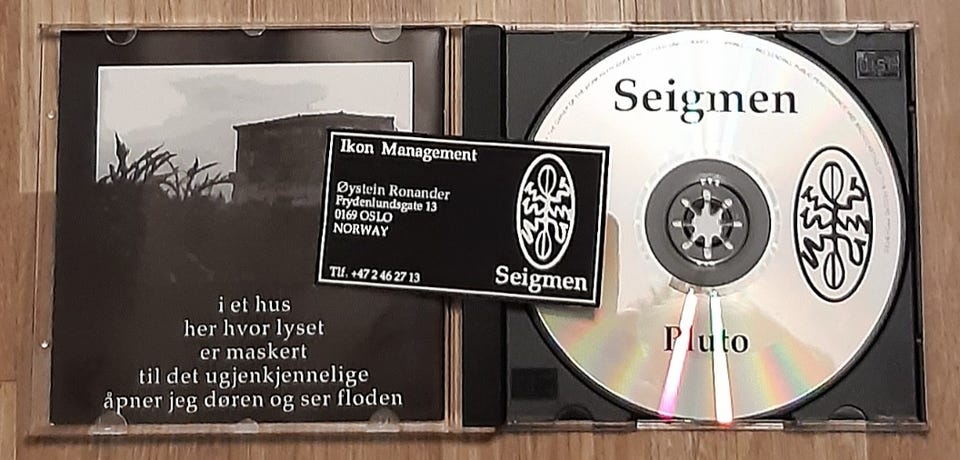 i et hus
her hvor lyset
er maskert
til det ugjenkjennelige
åpner jeg døren og ser floden
Ikon Management
Øystein Ronander
Frydenlundsgate 13
0169 OSLO
NORWAY
Tlf. +47 2 46 27 13
Seigmen
Seigmen
Pluto